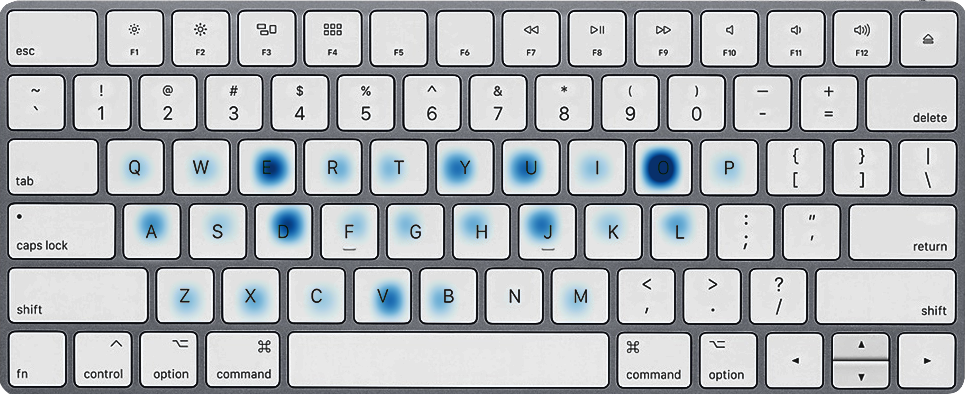 esc F1 F2 F3 F4 F5 F6 F7 F8 F9 F10 F11 F12
~ ! @ # $ % ^ & * ( ) — +
` 1 2 3 4 5 6 7 8 9 0 - = delete
{ } |
tab Q W E R T Y U I O P [ ] \
: "
caps lock A S D F G H J K L ; ' return
< > ?
shift Z X C V B N M , . / shift
fn control option command command option